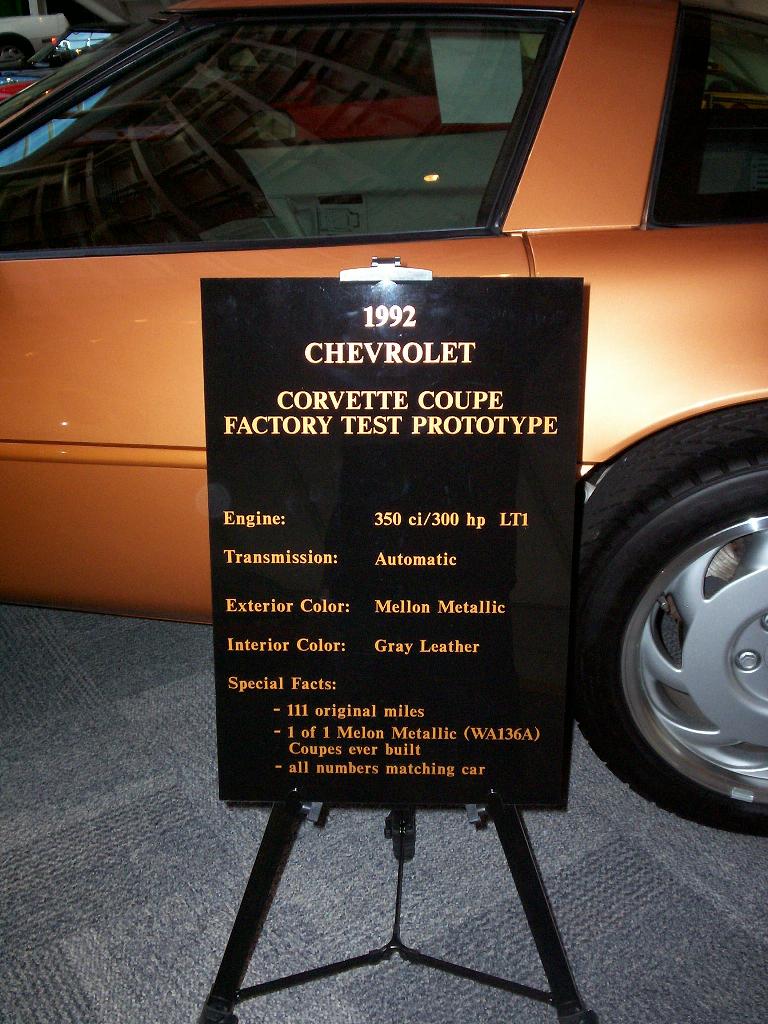 1992
CHEVROLET
CORVETTE COUPE
FACTORY TEST PROTOTYPE
Engine: 350 ci/300 hp LT1
Transmission: Automatic
Exterior Color: Mellon Metallic
Interior Color: Gray Leather
Special Facts:
- 111 original miles
- 1 of 1 Melon Metallic (WA136A)
Coupes ever built
- all numbers matching car